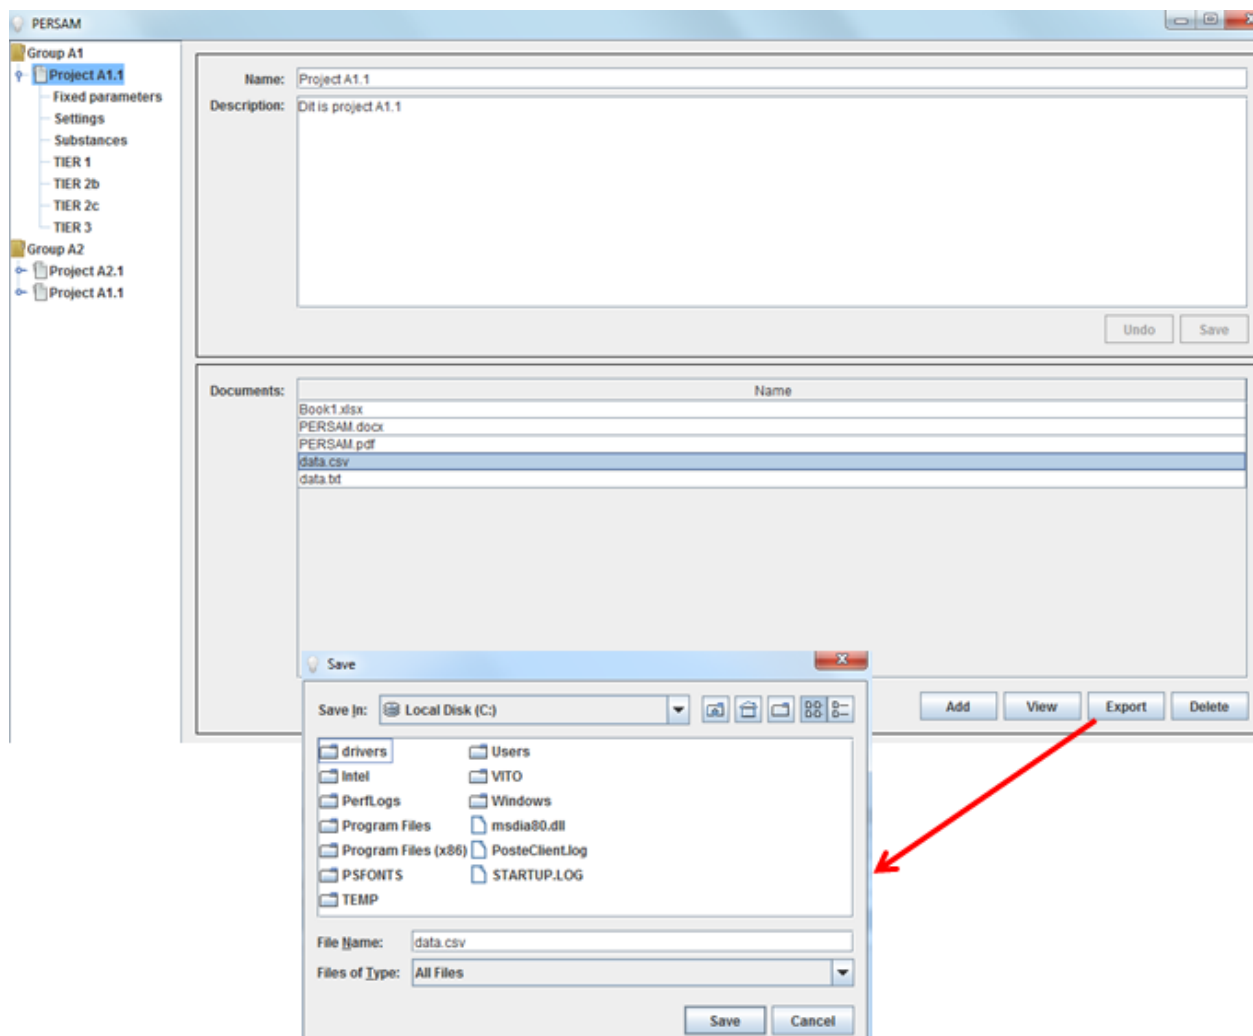 PERSAM
Group A1
Project A1.1
Fixed parameters
Settings
Substances
TIER 1
TIER 2b
TIER 2c
TIER 3
Group A2
Project A2.1
Project A1.1
Name: Project A1.1
Description: Dit is project A1.1
Undo Save
Documents: Name
Book1.xlsx
PERSAM.docx
PERSAM.pdf
data.csv
data.txt
Add View Export Delete
Save
Save In: Local Disk (C:)
drivers Users
Intel VITO
PerfLogs Windows
Program Files msdia80.dll
Program Files (x86) PosteClient.log
PSFONTS STARTUP.LOG
TEMP
File Name: data.csv
Files of Type: All Files
Save Cancel